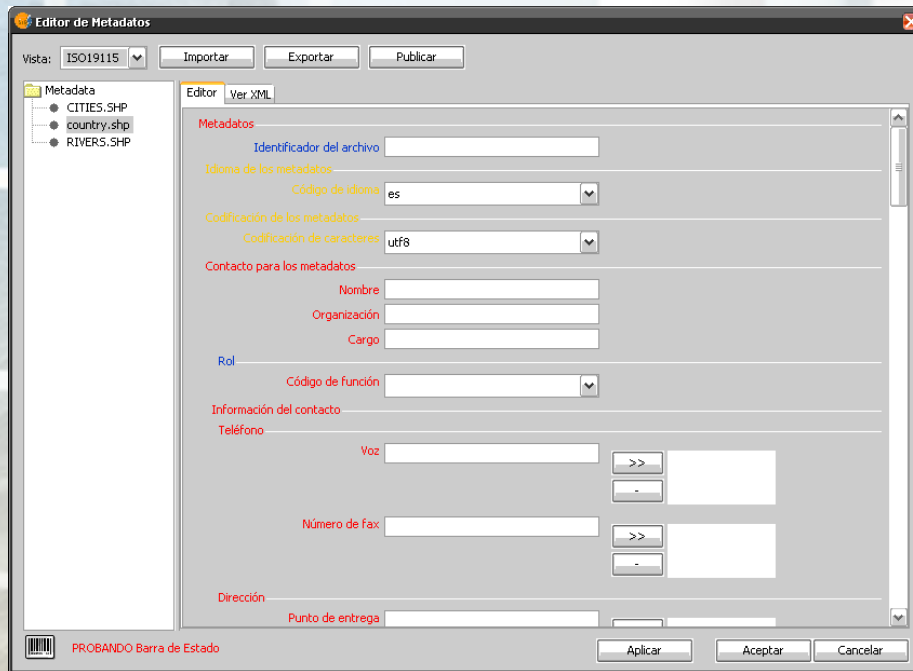 Editor de Metadatos
Vista: ISO19115 Importar Exportar Publicar
Metadata
CITIES.SHP
country.shp
RIVERS.SHP
Editor Ver XML
Metadatos
Identificador del archivo
Idioma de los metadatos
Código de idioma es
Codificación de los metadatos
Codificación de caracteres utf8
Contacto para los metadatos
Nombre
Organización
Cargo
Rol
Código de función
Información del contacto
Teléfono
Voz
>>
-
Número de fax
>>
-
Dirección
Punto de entrega
PROBANDO Barra de Estado
Aplicar Aceptar Cancelar